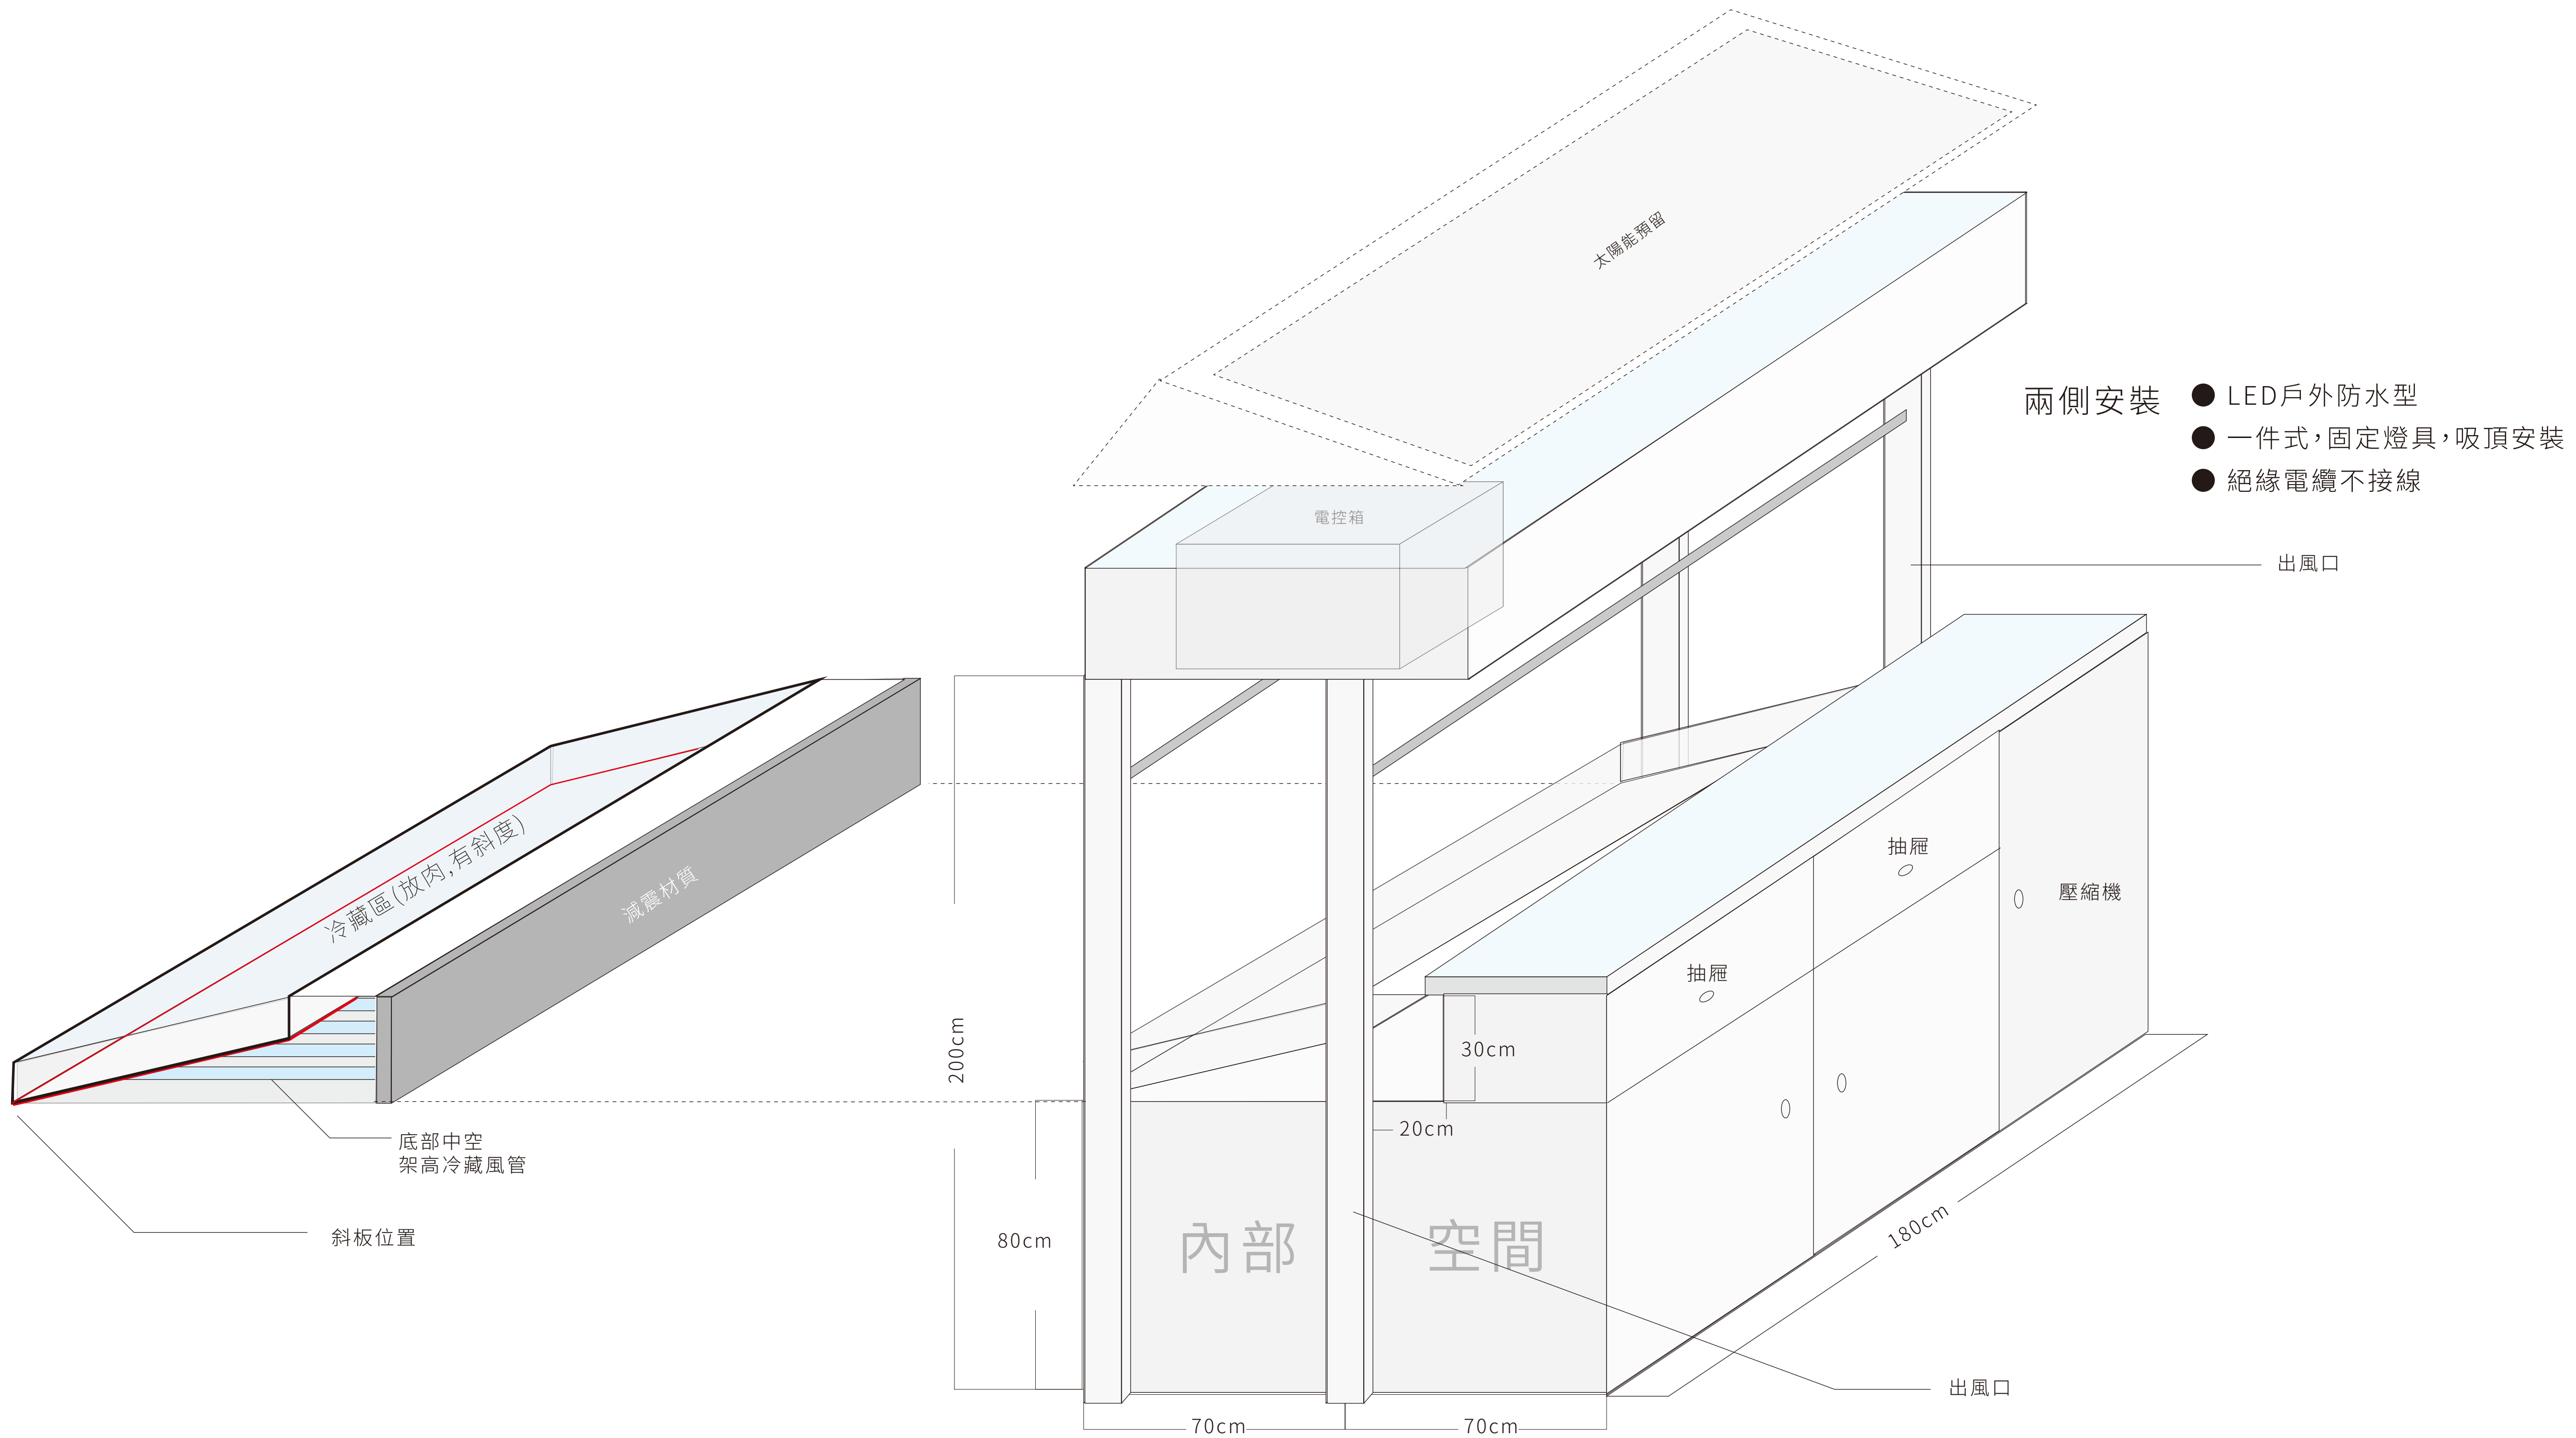 太陽能預留
兩側安裝
● LED戶外防水型
● 一件式,固定燈具,吸頂安裝
● 絕緣電纜不接線
電控箱
出風口
冷藏區(放肉,有斜度)
減震材質
抽屜
壓縮機
抽屜
200cm
30cm
20cm
底部中空
架高冷藏風管
斜板位置
80cm
內部
空間
180cm
出風口
70cm
70cm